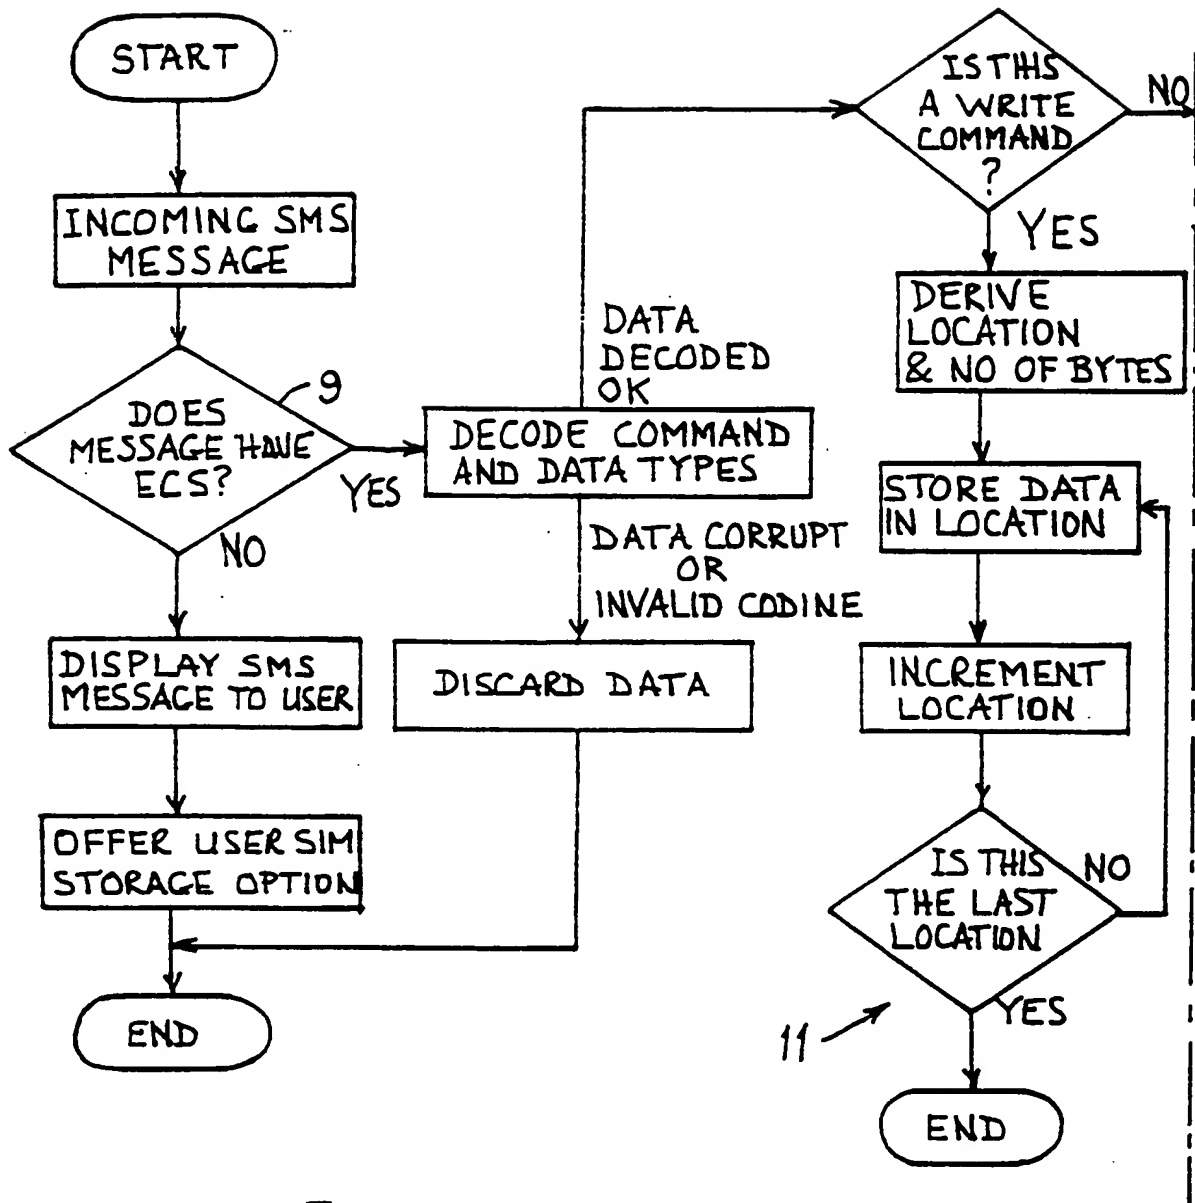 START
INCOMING SMS
MESSAGE
9
DOES
MESSAGE HAVE
ECS?
YES
NO
DISPLAY SMS
MESSAGE TO USER
OFFER USER SIM
STORAGE OPTION
END
DATA
DECODED
OK
DECODE COMMAND
AND DATA TYPES
DATA CORRUPT
OR
INVALID CODINE
DISCARD DATA
IS THIS
A WRITE
COMMAND
?
NO
YES
DERIVE
LOCATION
& NO OF BYTES
STORE DATA
IN LOCATION
INCREMENT
LOCATION
IS THIS
THE LAST
LOCATION
NO
YES
11
END